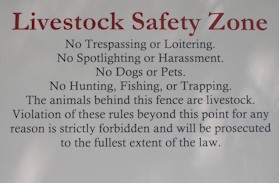 Livestock Safety Zone
No Trespassing or Loitering.
No Spotlighting or Harassment.
No Dogs or Pets.
No Hunting, Fishing, or Trapping.
The animals behind this fence are livestock.
Violation of these rules beyond this point for any
reason is strictly forbidden and will be prosecuted
to the fullest extent of the law.